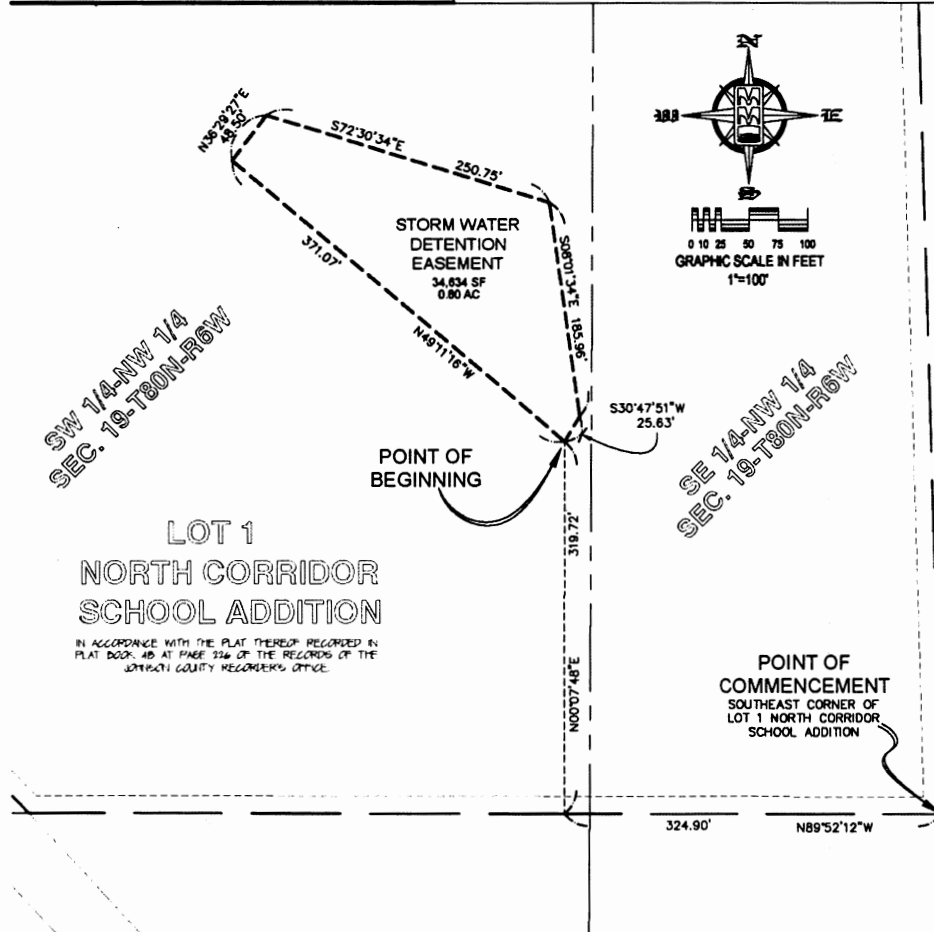 N
W
E
S
0 10 25 50 75 100
GRAPHIC SCALE IN FEET
1"=100'
N36°29'27"E
48.50'
S72°30'34"E
250.75'
STORM WATER
DETENTION
EASEMENT
34,634 SF
0.80 AC
371.07'
N49°11'16"W
S08°01'34"E 185.96'
S30°47'51"W
25.63'
SW 1/4-NW 1/4
SEC. 19-T80N-R6W
SE 1/4-NW 1/4
SEC. 19-T80N-R6W
POINT OF
BEGINNING
319.72'
N00°07'48"E
LOT 1
NORTH CORRIDOR
SCHOOL ADDITION
IN ACCORDANCE WITH THE PLAT THEREOF RECORDED IN
PLAT BOOK 48 AT PAGE 226 OF THE RECORDS OF THE
JOHNSON COUNTY RECORDER'S OFFICE.
POINT OF
COMMENCEMENT
SOUTHEAST CORNER OF
LOT 1 NORTH CORRIDOR
SCHOOL ADDITION
324.90'
N89°52'12"W